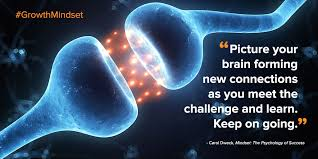 #GrowthMindset
“Picture your
brain forming
new connections
as you meet the
challenge and learn.
Keep on going.”
- Carol Dweck, Mindset: The Psychology of Success